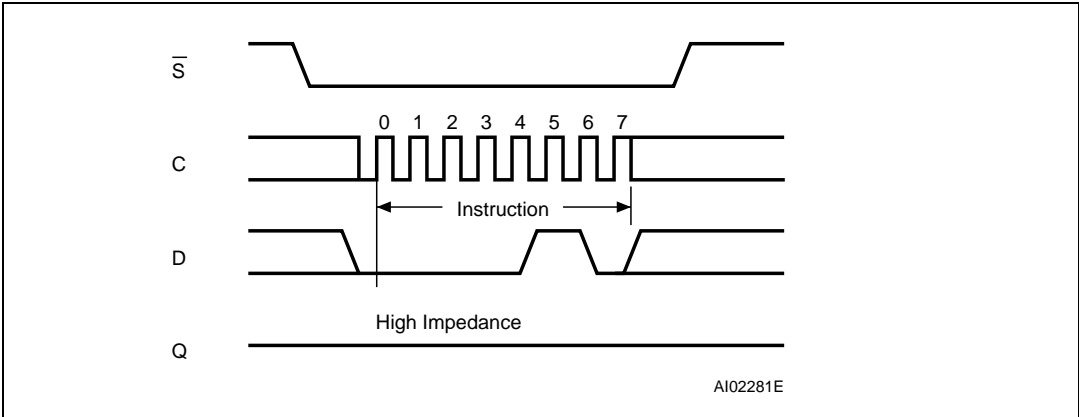 S̅
0 1 2 3 4 5 6 7
C
Instruction
D
High Impedance
Q
AI02281E